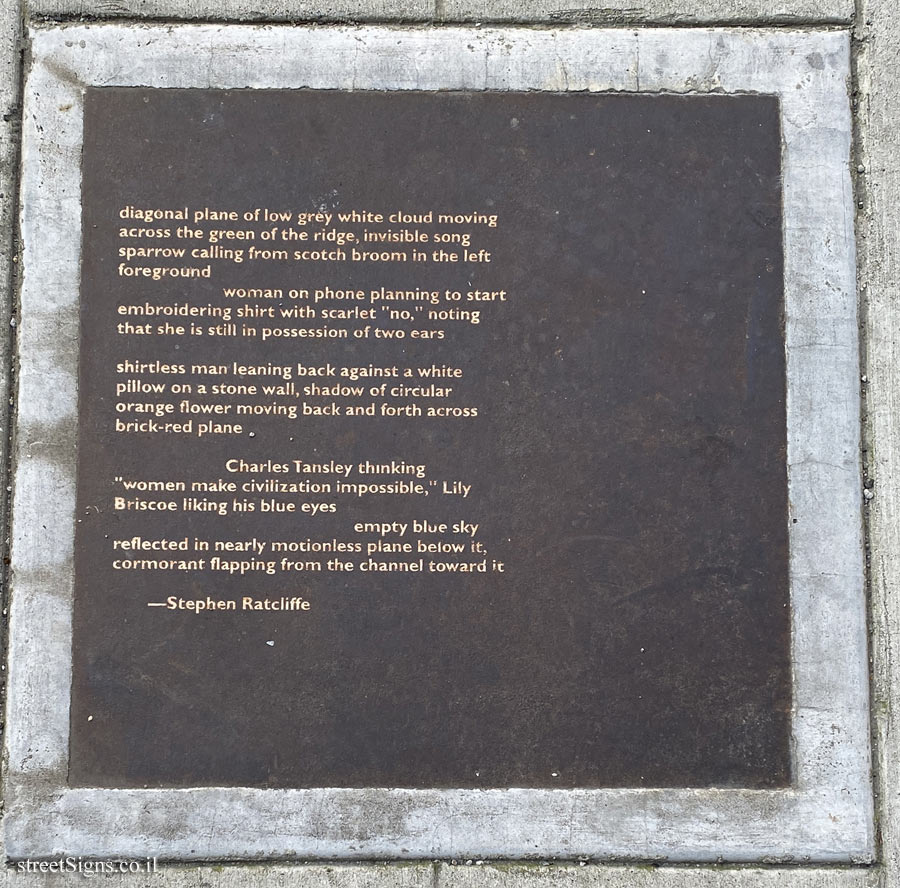 diagonal plane of low grey white cloud moving
across the green of the ridge, invisible song
sparrow calling from scotch broom in the left
foreground
woman on phone planning to start
embroidering shirt with scarlet "no," noting
that she is still in possession of two ears
shirtless man leaning back against a white
pillow on a stone wall, shadow of circular
orange flower moving back and forth across
brick-red plane
Charles Tansley thinking
"women make civilization impossible," Lily
Briscoe liking his blue eyes
empty blue sky
reflected in nearly motionless plane below it,
cormorant flapping from the channel toward it
—Stephen Ratcliffe
streetSigns.co.il